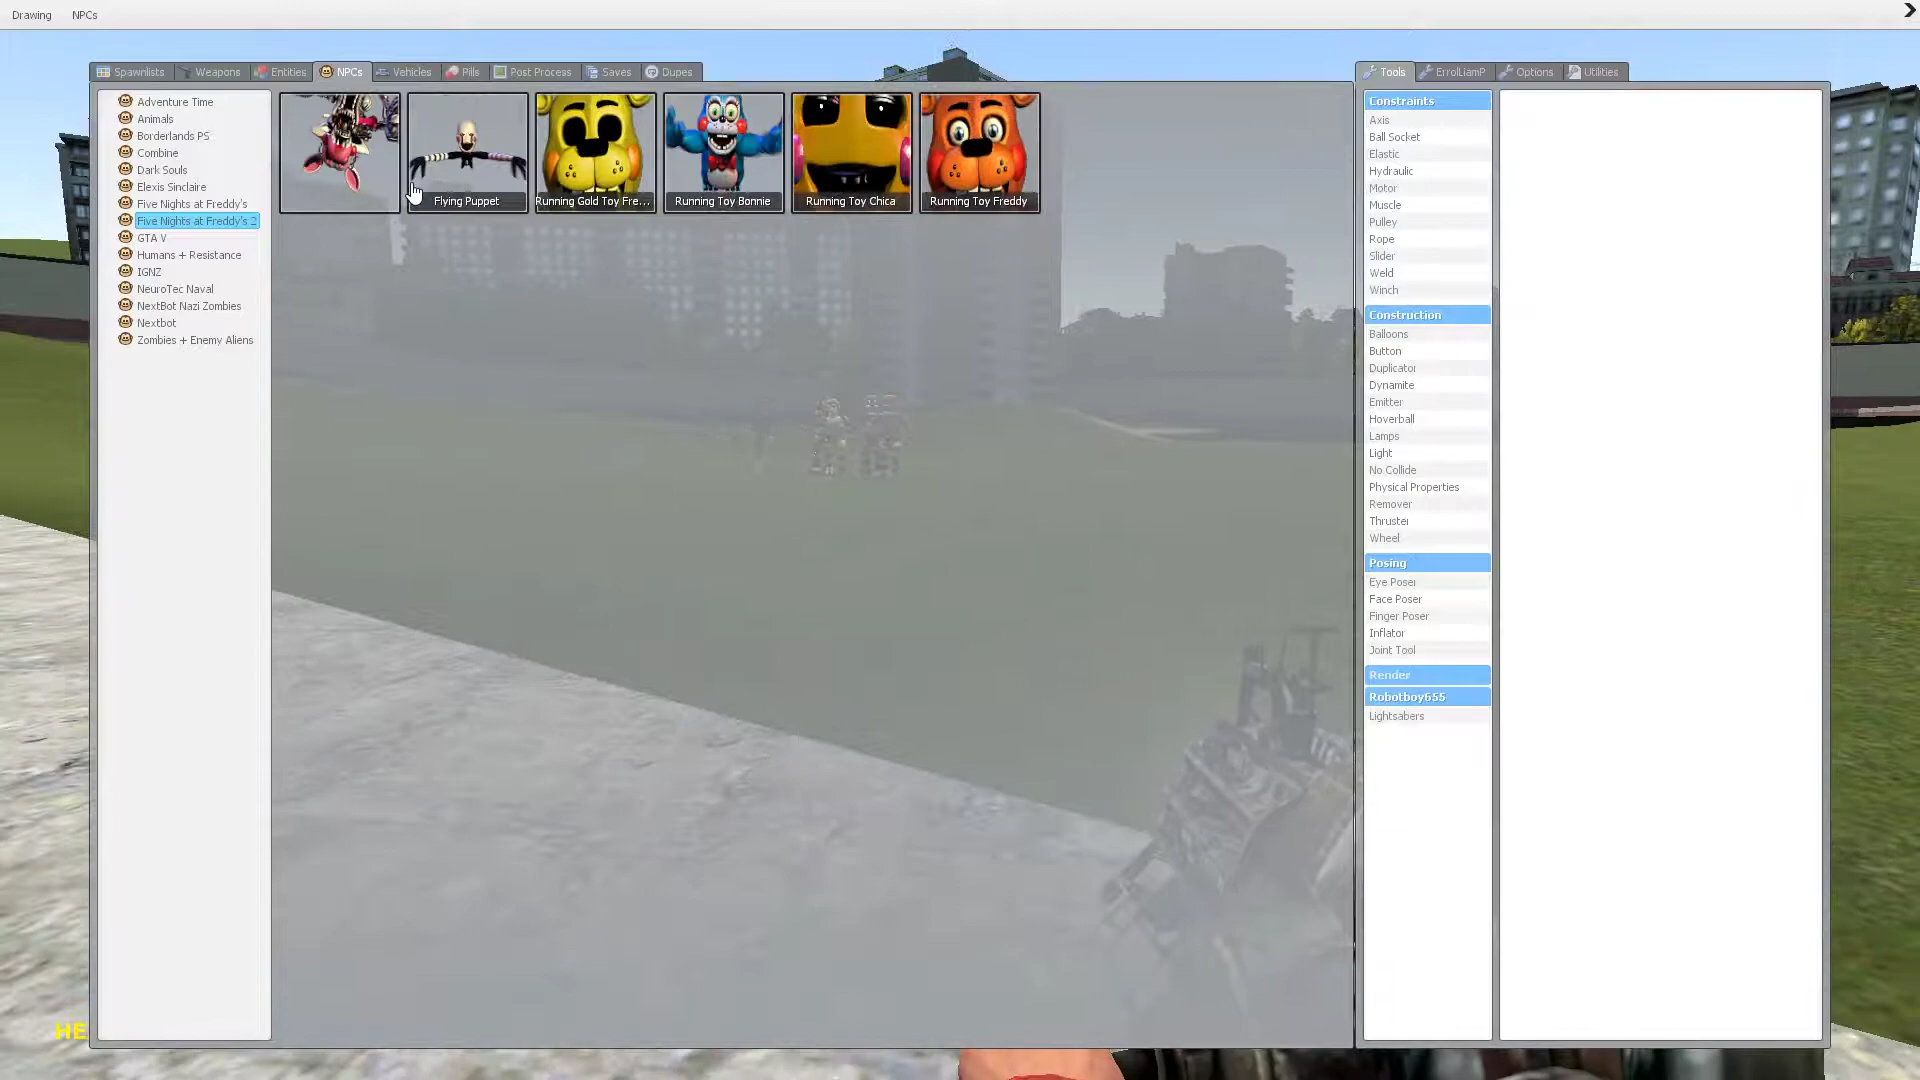 Drawing NPCs
Spawnlists Weapons Entities NPCs Vehicles Pills Post Process Saves Dupes
Adventure Time
Animals
Borderlands PS
Combine
Dark Souls
Elexis Sinclaire
Five Nights at Freddy's
Five Nights at Freddy's 2
GTA V
Humans + Resistance
IGNZ
NeuroTec Naval
NextBot Nazi Zombies
Nextbot
Zombies + Enemy Aliens
Flying Puppet
Running Gold Toy Fre...
Running Toy Bonnie
Running Toy Chica
Running Toy Freddy
Tools ErrolLiamP Options Utilities
Constraints
Axis
Ball Socket
Elastic
Hydraulic
Motor
Muscle
Pulley
Rope
Slider
Weld
Winch
Construction
Balloons
Button
Duplicator
Dynamite
Emitter
Hoverball
Lamps
Light
No Collide
Physical Properties
Remover
Thruster
Wheel
Posing
Eye Poser
Face Poser
Finger Poser
Inflator
Joint Tool
Render
Robotboy655
Lightsabers
HE